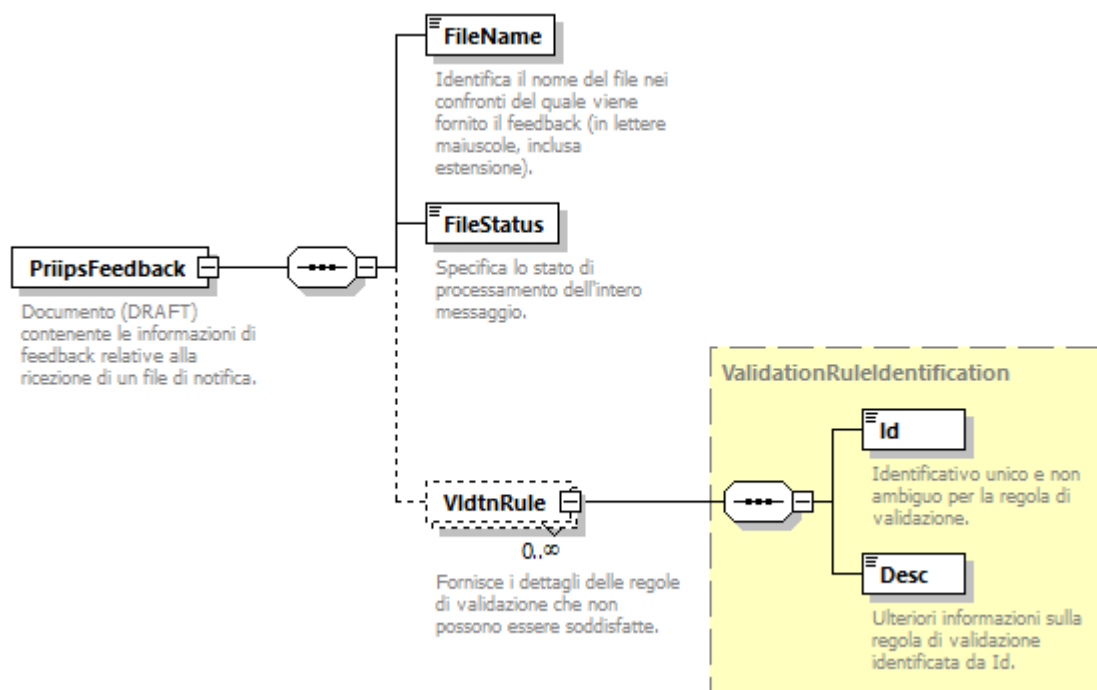 FileName
Identifica il nome del file nei
confronti del quale viene
fornito il feedback (in lettere
maiuscole, inclusa
estensione).
FileStatus
Specifica lo stato di
processamento dell'intero
messaggio.
PriipsFeedback
Documento (DRAFT)
contenente le informazioni di
feedback relative alla
ricezione di un file di notifica.
ValidationRuleIdentification
Id
Identificativo unico e non
ambiguo per la regola di
validazione.
VldtnRule
0..∞
Fornisce i dettagli delle regole
di validazione che non
possono essere soddisfatte.
Desc
Ulteriori informazioni sulla
regola di validazione
identificata da Id.